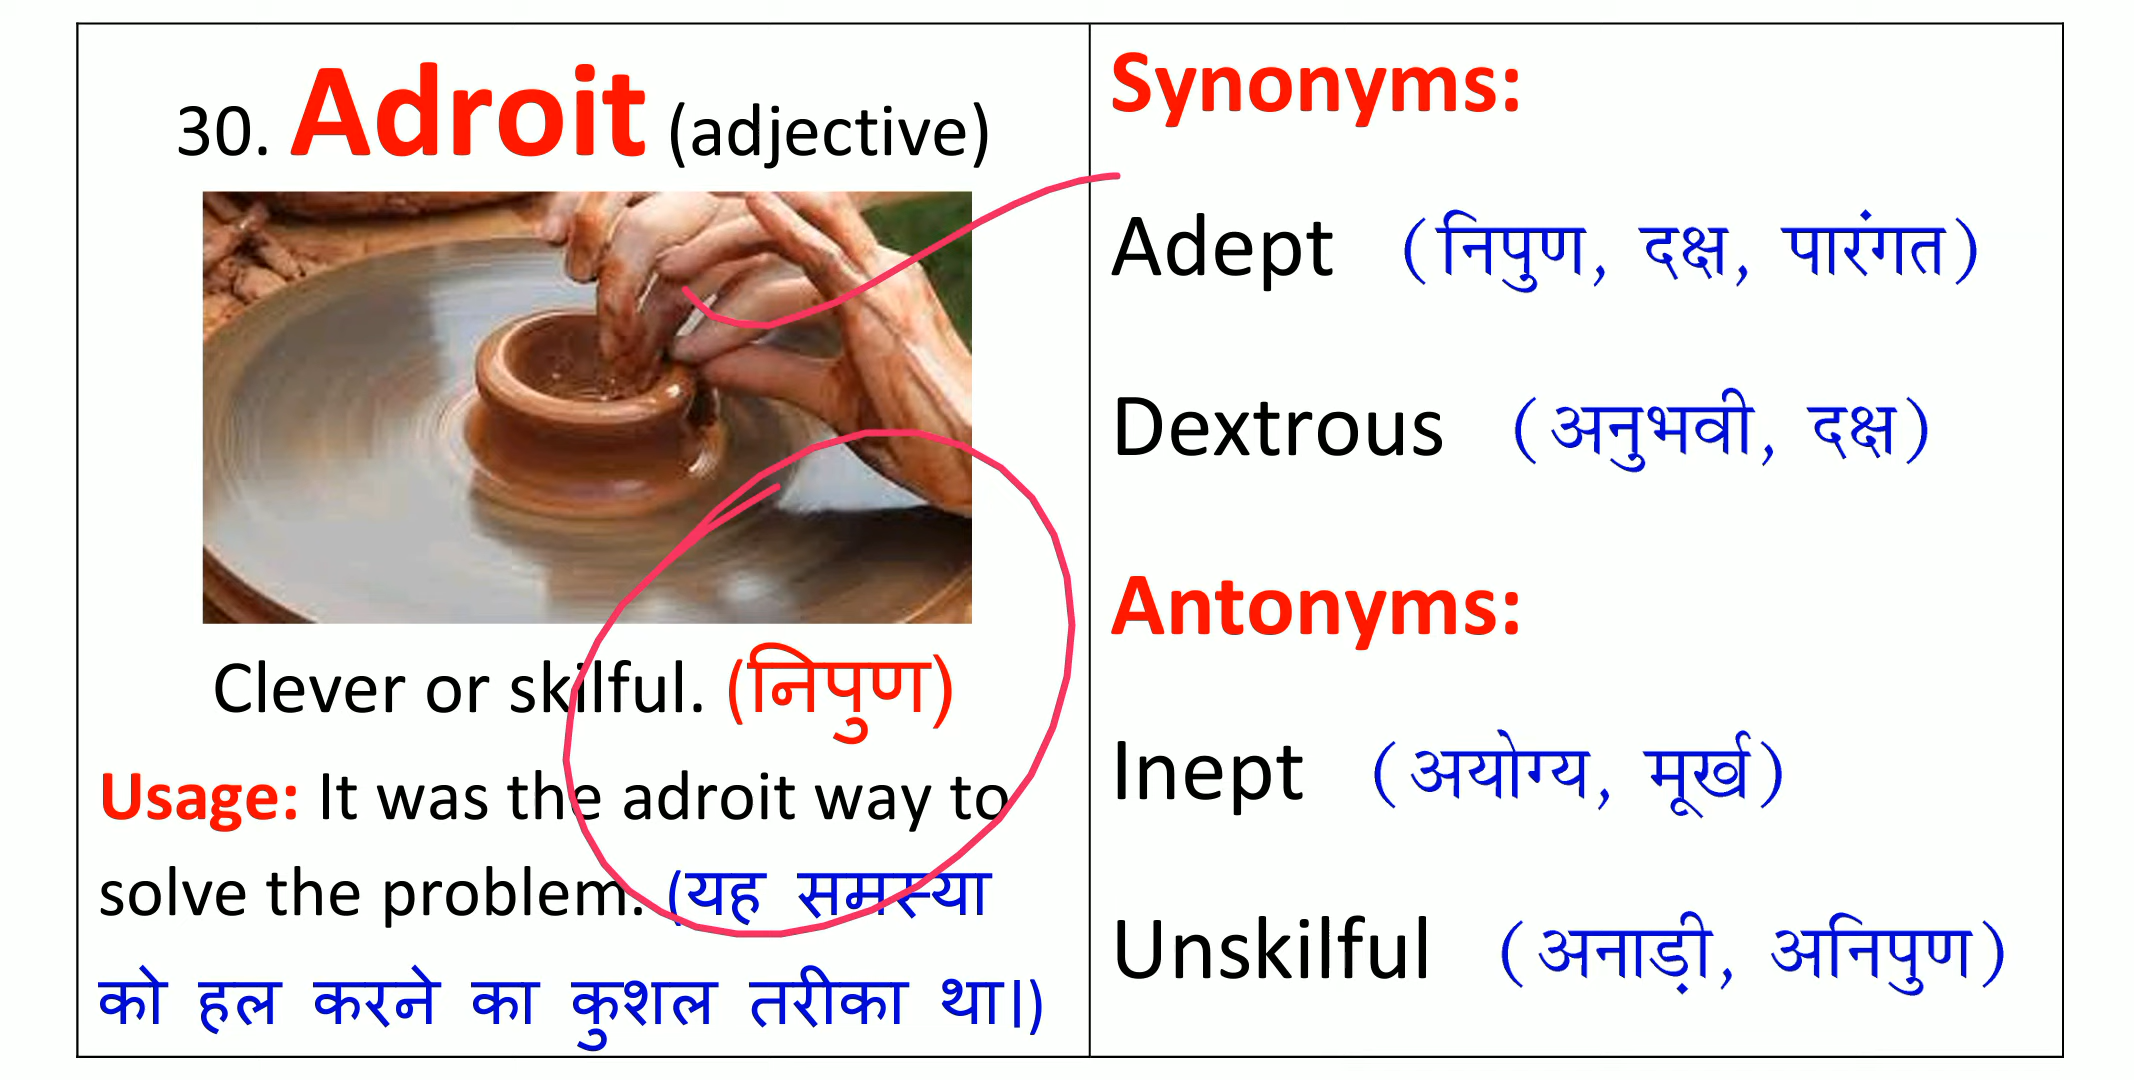 30. Adroit (adjective)
Clever or skilful. (निपुण)
Usage: It was the adroit way to
solve the problem. (यह समस्या
को हल करने का कुशल तरीका था।)
Synonyms:
Adept (निपुण, दक्ष, पारंगत)
Dextrous (अनुभवी, दक्ष)
Antonyms:
Inept (अयोग्य, मूर्ख)
Unskilful (अनाड़ी, अनिपुण)